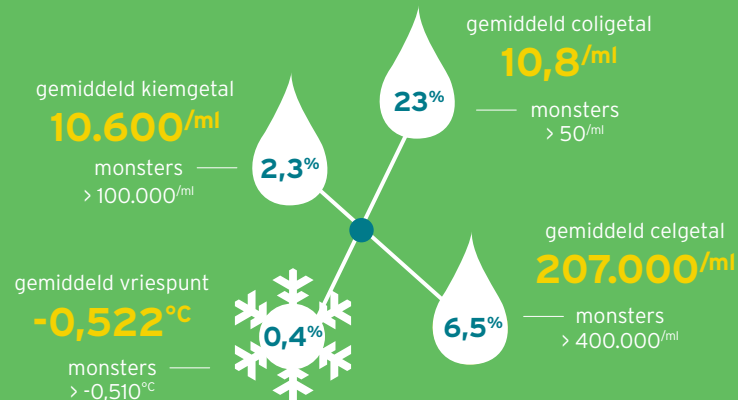 gemiddeld coligetal
10,8/ml
23%
monsters
> 50/ml
gemiddeld kiemgetal
10.600/ml
2,3%
monsters
> 100.000/ml
gemiddeld celgetal
207.000/ml
6,5%
monsters
> 400.000/ml
gemiddeld vriespunt
-0,522°C
0,4%
monsters
> -0,510°C